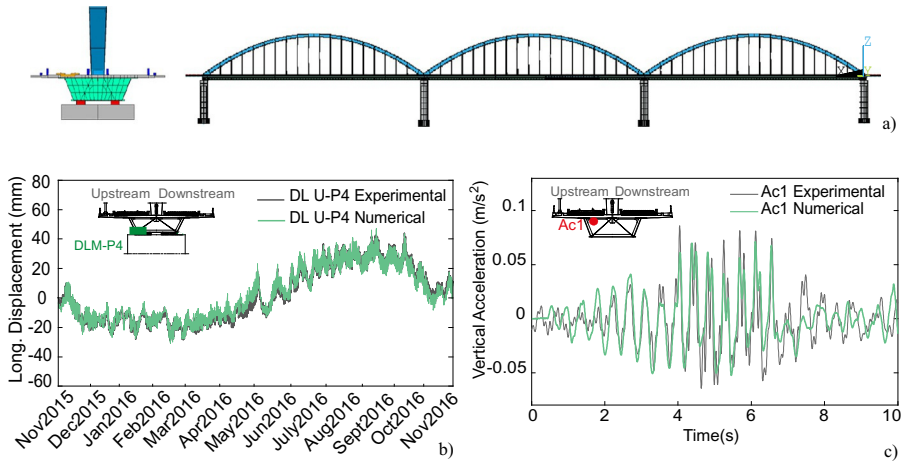 Z
X
Y
a)
80
60
40
20
0
-20
-40
-60
Long. Displacement (mm)
Upstream Downstream
DLM-P4
DL U-P4 Experimental
DL U-P4 Numerical
Nov2015
Dec2015
Jan2016
Feb2016
Mar2016
Apr2016
May2016
Jun2016
July2016
Aug2016
Sept2016
Oct2016
Nov2016
b)
Vertical Acceleration (m/s²)
0.1
0.05
0
-0.05
Upstream Downstream
Ac1
Ac1 Experimental
Ac1 Numerical
0 2 4 6 8 10
Time(s)
c)